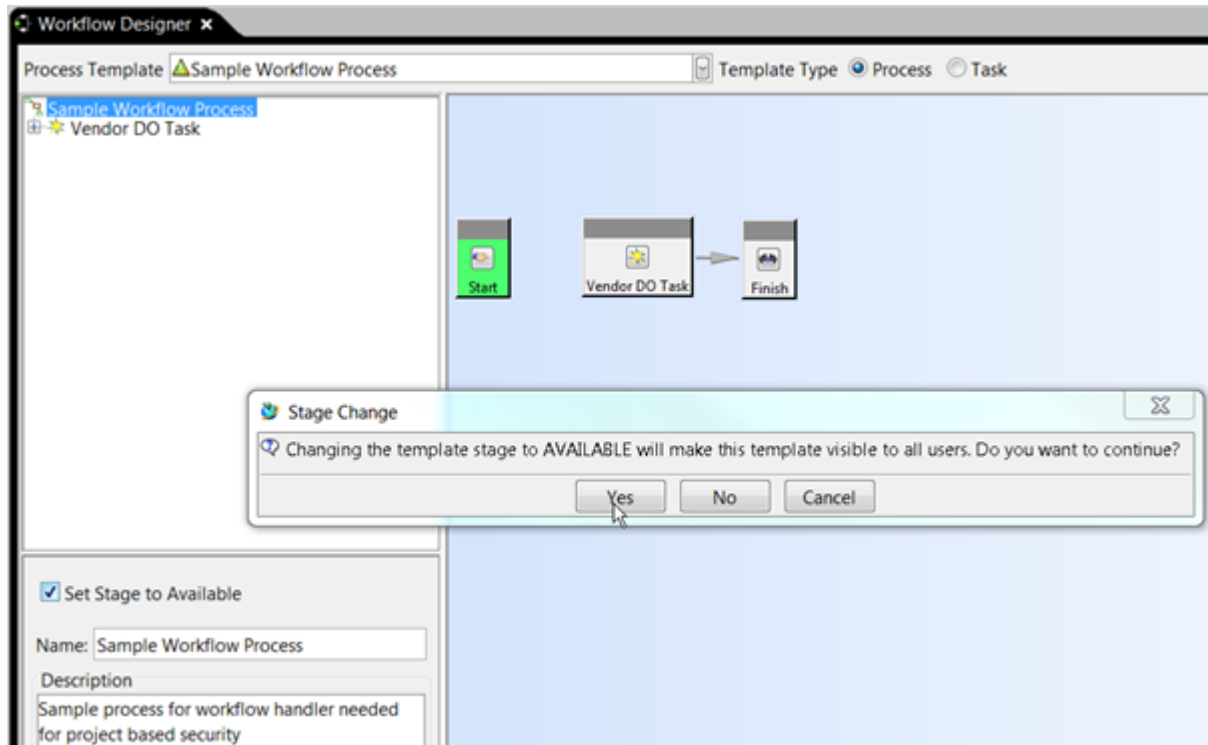 Workflow Designer
Process Template Sample Workflow Process Template Type Process Task
Sample Workflow Process
Vendor DO Task
Start
Vendor DO Task
Finish
Stage Change
Changing the template stage to AVAILABLE will make this template visible to all users. Do you want to continue?
Yes No Cancel
Set Stage to Available
Name: Sample Workflow Process
Description
Sample process for workflow handler needed
for project based security